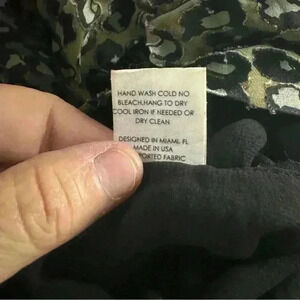 HAND WASH COLD NO
BLEACH.HANG TO DRY
COOL IRON IF NEEDED OR
DRY CLEAN
DESIGNED IN MIAMI, FL
MADE IN USA
FABRIC